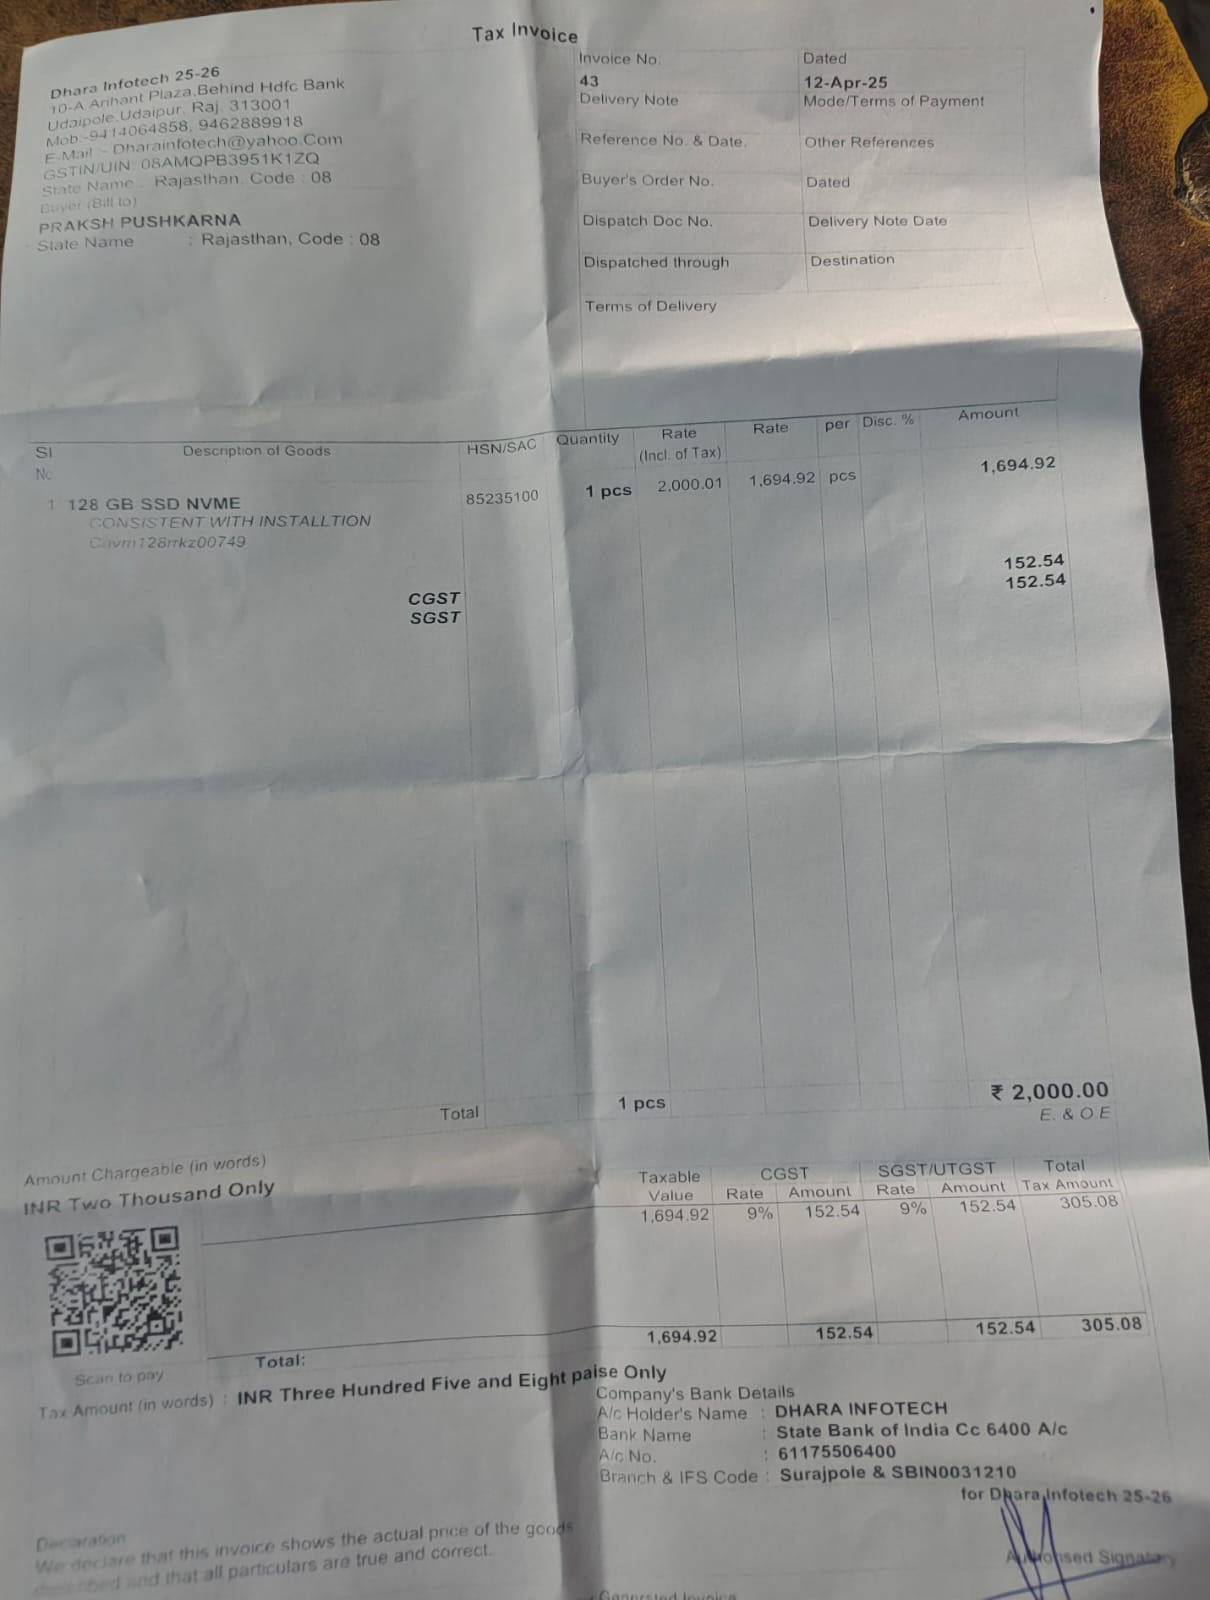 Tax Invoice
Dhara Infotech 25-26
10-A Arihant Plaza,Behind Hdfc Bank
Udaipole,Udaipur, Raj. 313001
Mob:-9414064858, 9462889918
E-Mail :- Dharainfotech@yahoo.Com
GSTIN/UIN: 08AMQPB3951K1ZQ
State Name : Rajasthan, Code : 08
Buyer (Bill to)
PRAKSH PUSHKARNA
State Name : Rajasthan, Code : 08
Invoice No. Dated
43 12-Apr-25
Delivery Note Mode/Terms of Payment
Reference No. & Date. Other References
Buyer's Order No. Dated
Dispatch Doc No. Delivery Note Date
Dispatched through Destination
Terms of Delivery
Sl Description of Goods HSN/SAC Quantity Rate Rate per Disc. % Amount
No (Incl. of Tax)
1 128 GB SSD NVME 85235100 1 pcs 2,000.01 1,694.92 pcs 1,694.92
CONSISTENT WITH INSTALLTION
Cnvm128rrkz00749
CGST 152.54
SGST 152.54
Total 1 pcs ₹ 2,000.00
E. & O.E
Amount Chargeable (in words)
INR Two Thousand Only
Taxable CGST SGST/UTGST Total
Value Rate Amount Rate Amount Tax Amount
1,694.92 9% 152.54 9% 152.54 305.08
Total: 1,694.92 152.54 152.54 305.08
Scan to pay
Tax Amount (in words) : INR Three Hundred Five and Eight paise Only
Company's Bank Details
A/c Holder's Name : DHARA INFOTECH
Bank Name : State Bank of India Cc 6400 A/c
A/c No. : 61175506400
Branch & IFS Code : Surajpole & SBIN0031210
for Dhara Infotech 25-26
Declaration
We declare that this invoice shows the actual price of the goods
described and that all particulars are true and correct.
Authorised Signatory
Generated Invoice